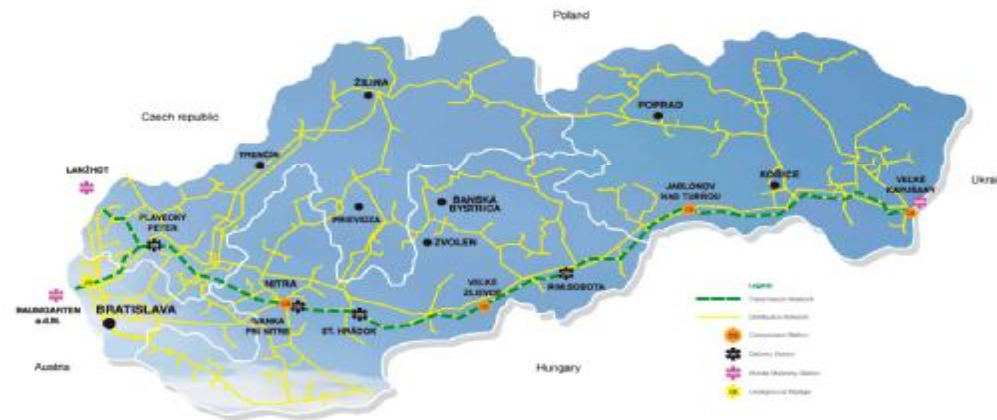 Poland
ŽILINA
POPRAD
Czech republic
TRENČÍN
LANŽHOT
KOŠICE
VEĽKÉ
KAPUŠANY
Ukrai
JABLONOV
NAD TURŇOU
PLAVECKÝ
PETER
PRIEVIDZA
BANSKÁ
BYSTRICA
ZVOLEN
NITRA
VEĽKÉ
ZLIEVCE
RIM.SOBOTA
BAUMGARTEN
a.d.M.
BRATISLAVA
IVANKA
PRI NITRE
ST. HRÁDOK
Austria
Hungary
Legend
Transmission Network
Distribution Network
Compressor Station
Delivery Station
Border Metering Station
Underground Storage